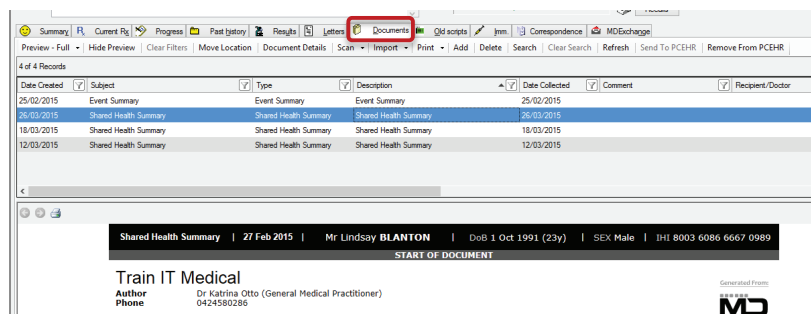 Summary Rx Current Rx Progress Past history Results Letters Documents Old scripts Imm. Correspondence MDExchange
Preview - Full Hide Preview Clear Filters Move Location Document Details Scan Import Print Add Delete Search Clear Search Refresh Send To PCEHR Remove From PCEHR
4 of 4 Records
Date Created Subject Type Description Date Collected Comment Recipient/Doctor
25/02/2015 Event Summary Event Summary Event Summary 25/02/2015
26/03/2015 Shared Health Summary Shared Health Summary Shared Health Summary 26/03/2015
18/03/2015 Shared Health Summary Shared Health Summary Shared Health Summary 18/03/2015
12/03/2015 Shared Health Summary Shared Health Summary Shared Health Summary 12/03/2015
Shared Health Summary | 27 Feb 2015 | Mr Lindsay BLANTON | DoB 1 Oct 1991 (23y) | SEX Male | IHI 8003 6086 6667 0989
START OF DOCUMENT
Train IT Medical
Generated From:
Author Dr Katrina Otto (General Medical Practitioner)
Phone 0424580286
MD